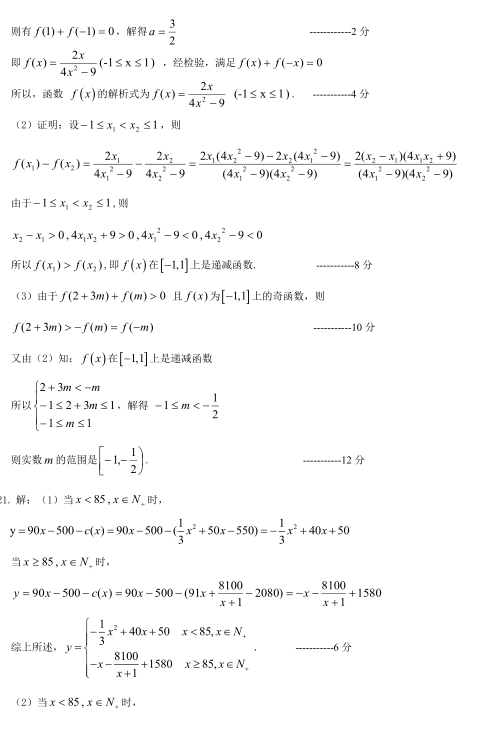 则有 f(1) + f(-1) = 0，解得 a = 3/2 ------------2 分
即 f(x) = 2x/(4x² - 9) (-1 ≤ x ≤ 1) ，经检验，满足 f(x) + f(-x) = 0
所以，函数 f(x) 的解析式为 f(x) = 2x/(4x² - 9) (-1 ≤ x ≤ 1). -----------4 分
（2）证明：设 -1 ≤ x₁ < x₂ ≤ 1，则
f(x₁) - f(x₂) = 2x₁/(4x₁² - 9) - 2x₂/(4x₂² - 9) = (2x₁(4x₂² - 9) - 2x₂(4x₁² - 9))/((4x₁² - 9)(4x₂² - 9)) = 2(x₂ - x₁)(4x₁x₂ + 9)/((4x₁² - 9)(4x₂² - 9))
由于 -1 ≤ x₁ < x₂ ≤ 1, 则
x₂ - x₁ > 0, 4x₁x₂ + 9 > 0, 4x₁² - 9 < 0, 4x₂² - 9 < 0
所以 f(x₁) > f(x₂), 即 f(x) 在 [-1,1] 上是递减函数. -----------8 分
（3）由于 f(2 + 3m) + f(m) > 0 且 f(x) 为 [-1,1] 上的奇函数，则
f(2 + 3m) > -f(m) = f(-m) -----------10 分
又由（2）知：f(x) 在 [-1,1] 上是递减函数
所以 { 2 + 3m < -m
-1 ≤ 2 + 3m ≤ 1 ，解得 -1 ≤ m < -1/2
-1 ≤ m ≤ 1
则实数 m 的范围是 [-1, -1/2). -----------12 分
21. 解：（1）当 x < 85, x ∈ N₊ 时，
y = 90x - 500 - c(x) = 90x - 500 - (1/3 x² + 50x - 550) = -1/3 x² + 40x + 50
当 x ≥ 85, x ∈ N₊ 时，
y = 90x - 500 - c(x) = 90x - 500 - (91x + 8100/(x+1) - 2080) = -x - 8100/(x+1) + 1580
综上所述，y = { -1/3 x² + 40x + 50 x < 85, x ∈ N₊
-x - 8100/(x+1) + 1580 x ≥ 85, x ∈ N₊ . -----------6 分
（2）当 x < 85, x ∈ N₊ 时，